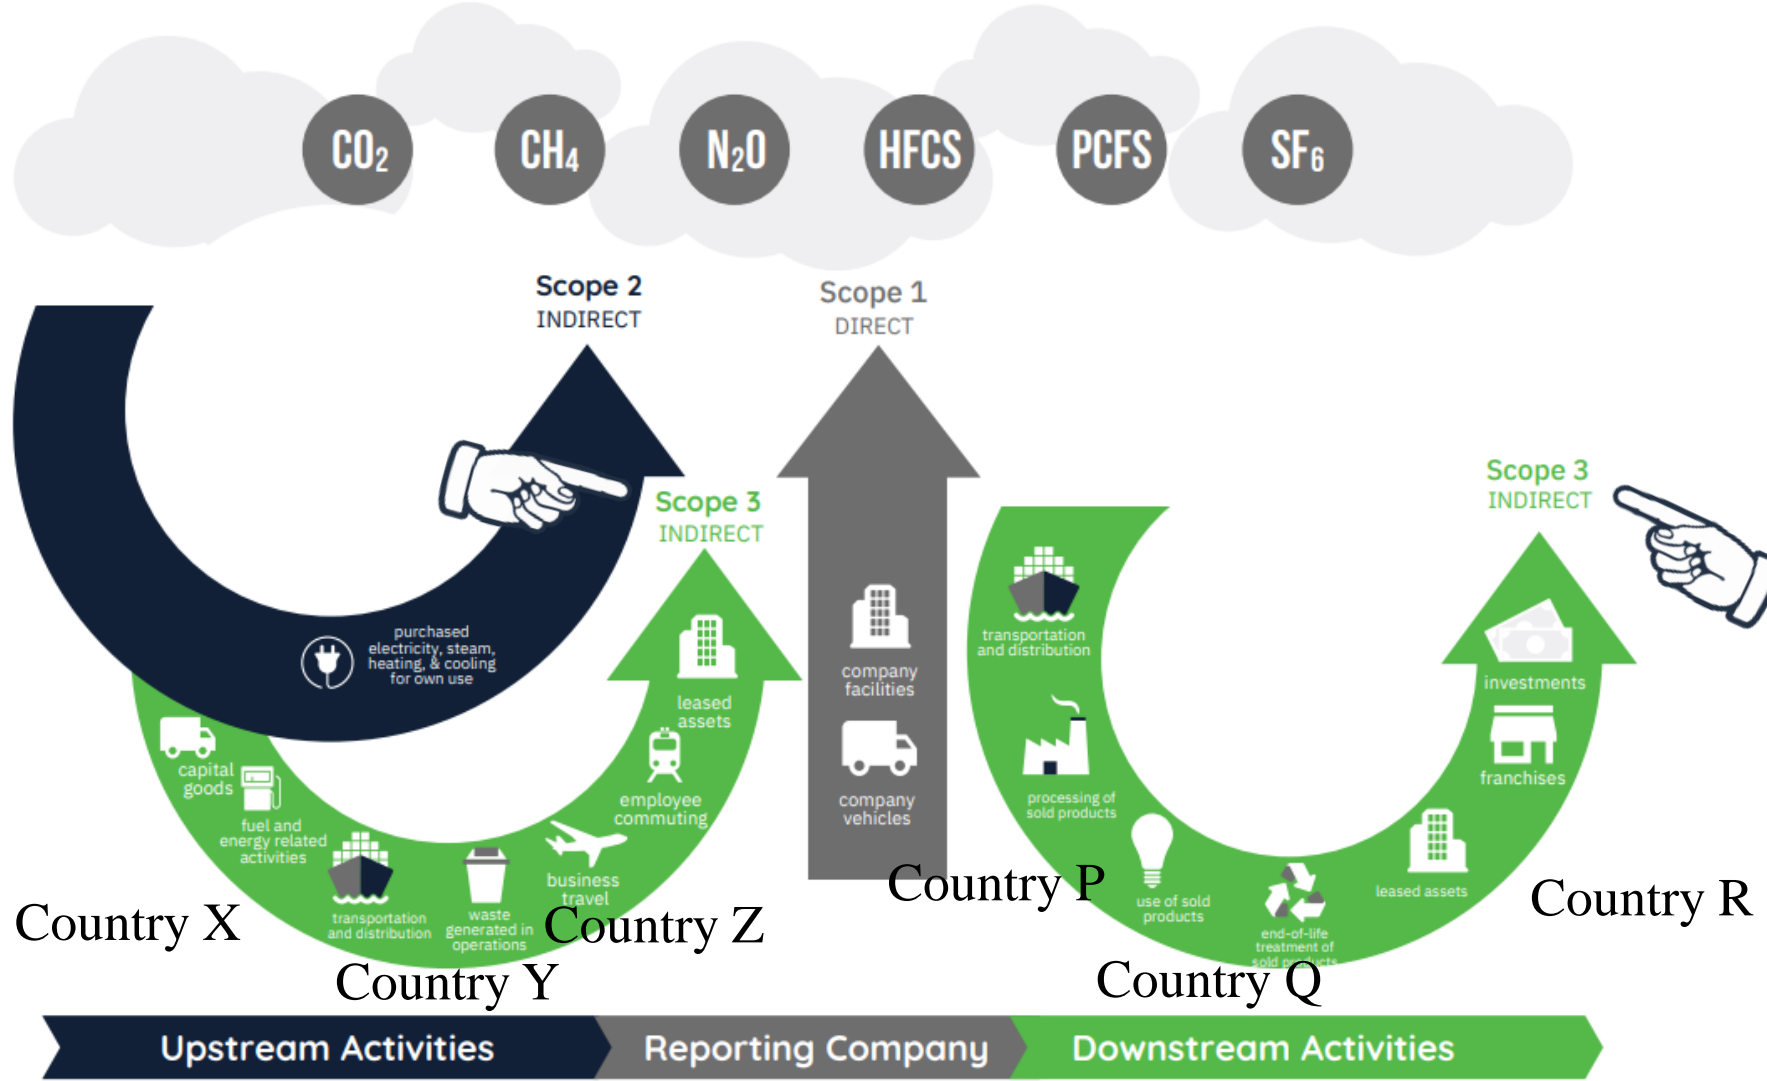 CO₂
CH₄
N₂O
HFCS
PCFS
SF₆
Scope 2
INDIRECT
Scope 1
DIRECT
Scope 3
INDIRECT
Scope 3
INDIRECT
purchased
electricity, steam,
heating, & cooling
for own use
capital
goods
fuel and
energy related
activities
transportation
and distribution
waste
generated in
operations
business
travel
employee
commuting
leased
assets
company
facilities
company
vehicles
transportation
and distribution
processing of
sold products
use of sold
products
end-of-life
treatment of
sold products
leased assets
franchises
investments
Country X
Country Y
Country Z
Country P
Country Q
Country R
Upstream Activities
Reporting Company
Downstream Activities